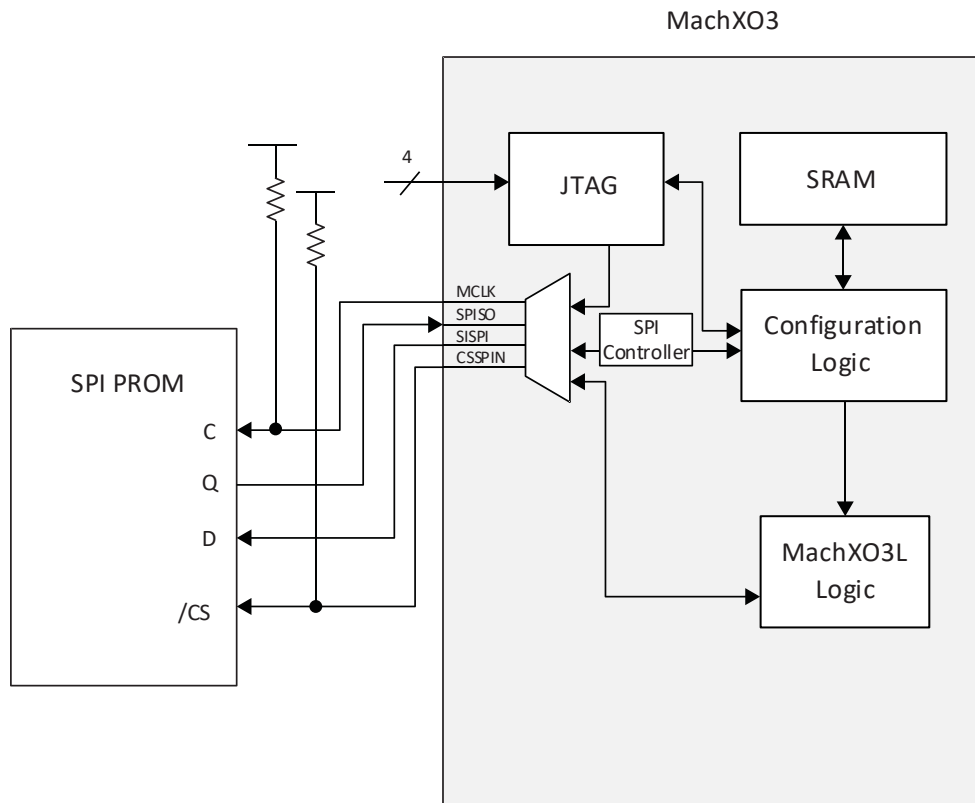 MachXO3
4
JTAG
SRAM
MCLK
SPISO
SISPI
CSSPIN
SPI
Controller
Configuration
Logic
SPI PROM
C
Q
D
/CS
MachXO3L
Logic